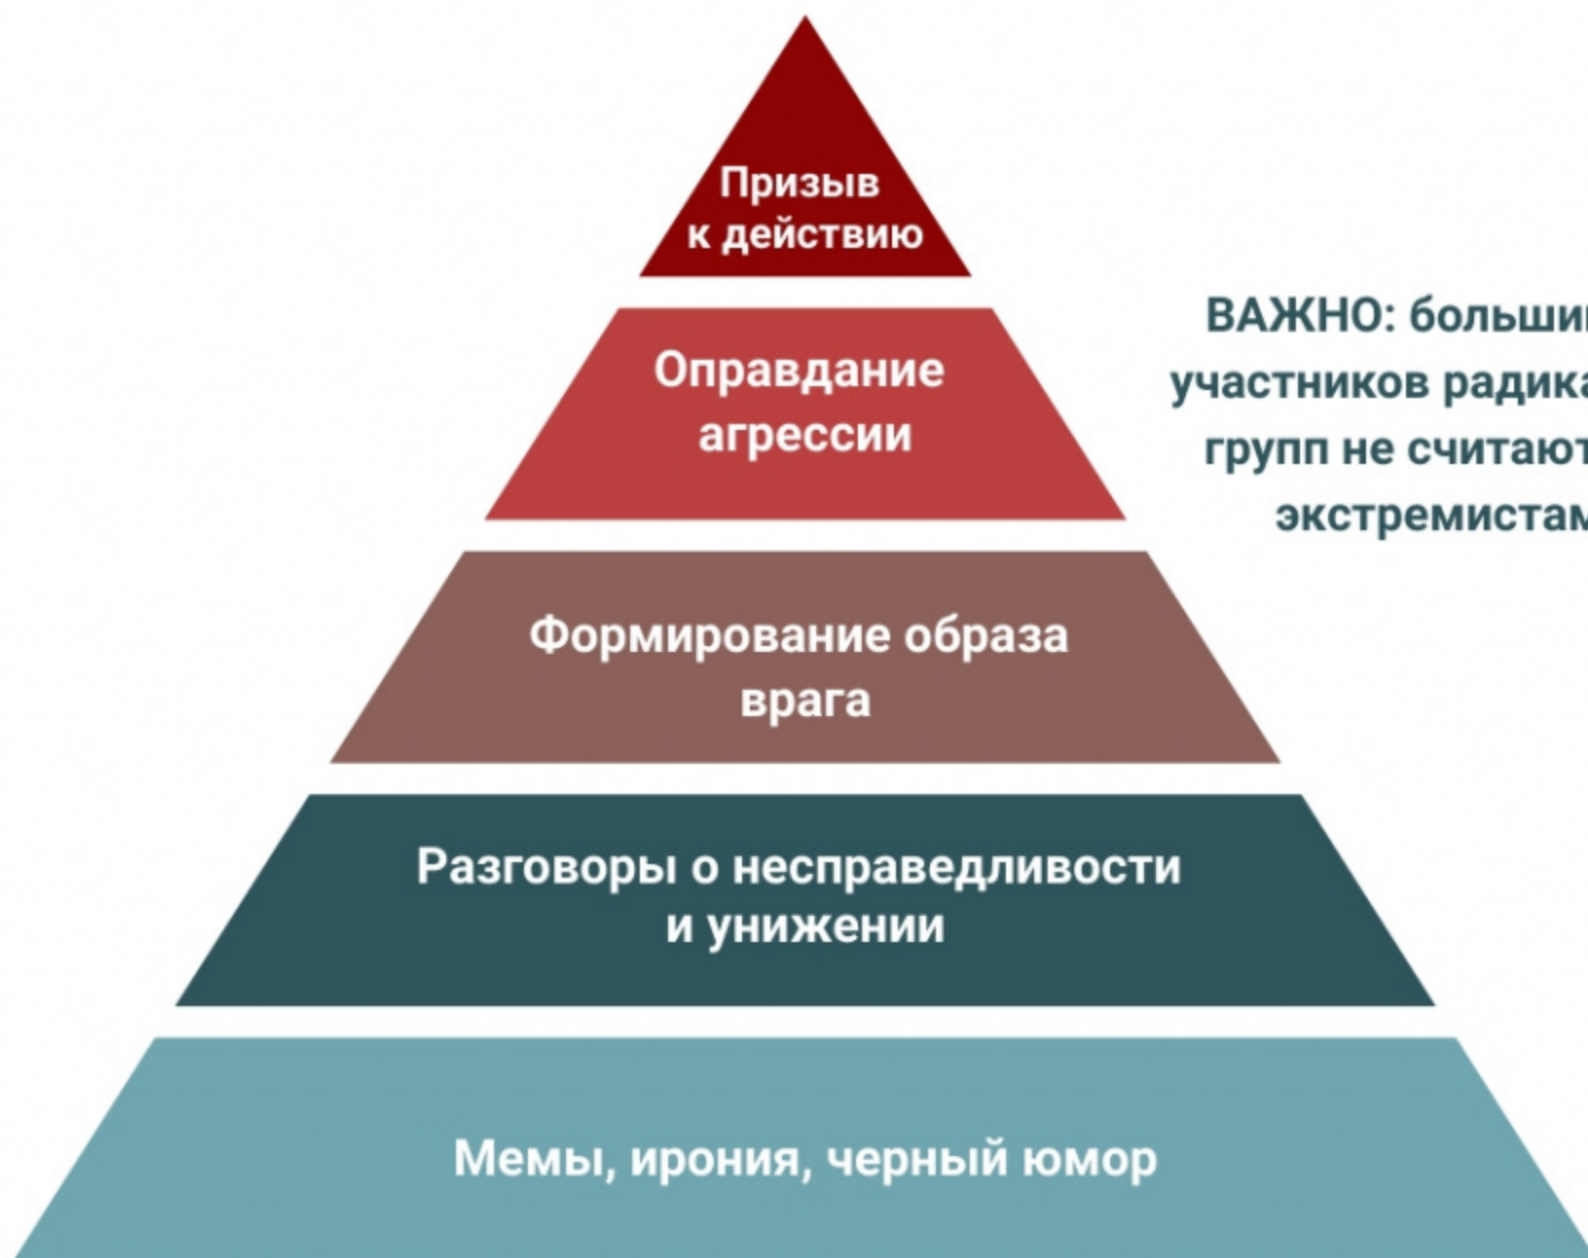 Призыв
к действию
Оправдание
агрессии
ВАЖНО:
участников
групп не
Формирование образа
врага
Разговоры о несправедливости
и унижении
Мемы, ирония, черный юмор